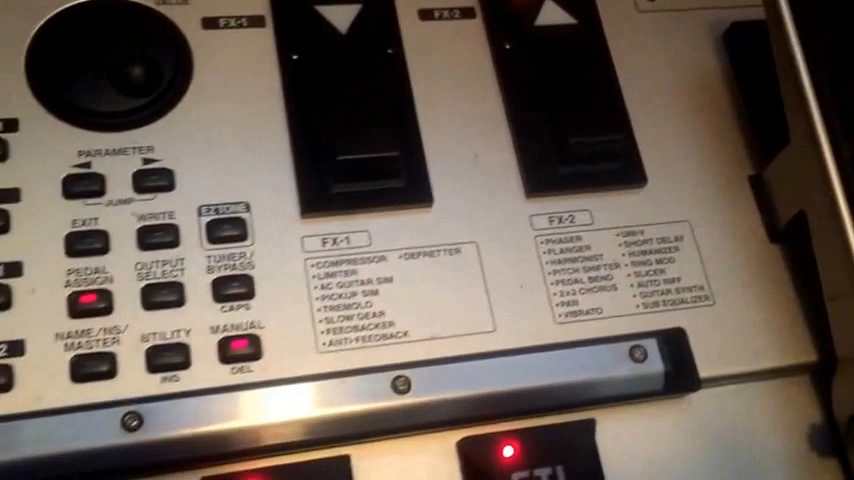 VALUE
FX-1
FX-2
PARAMETER
JUMP
EXIT
WRITE
EZ TONE
PEDAL
ASSIGN
OUTPUT
SELECT
TUNER/
BYPASS
CAPS
NAME/NS/
MASTER
UTILITY
INS
MANUAL
DEL
FX-1
•COMPRESSOR •DEFRETTER
•LIMITER
•AC GUITAR SIM
•PICKUP SIM
•TREMOLO
•SLOW GEAR
•FEEDBACKER
•ANTI-FEEDBACK
FX-2
•PHASER •UNI-V
•FLANGER •SHORT DELAY
•HARMONIST •HUMANIZER
•PITCH SHIFTER •RING MOD
•PEDAL BEND •SLICER
•2x2 CHORUS •AUTO RIFF
•PAN •GUITAR SYNTH
•VIBRATO •SUB EQUALIZER
CTL